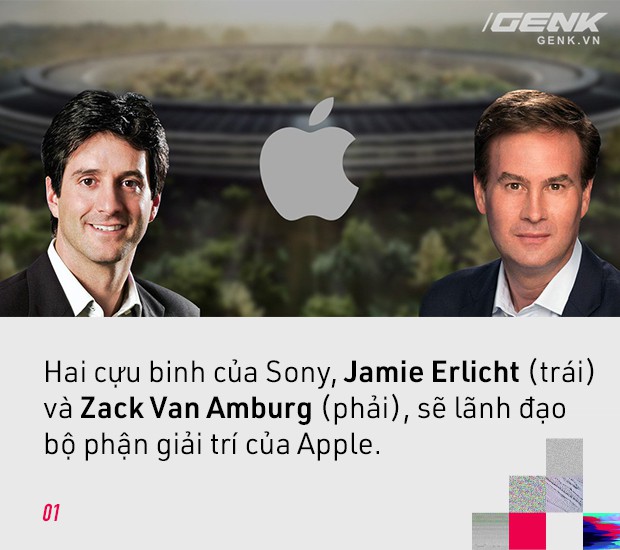 GENK
GENK.VN
Hai cựu binh của Sony, Jamie Erlicht (trái)
và Zack Van Amburg (phải), sẽ lãnh đạo
bộ phận giải trí của Apple.
01